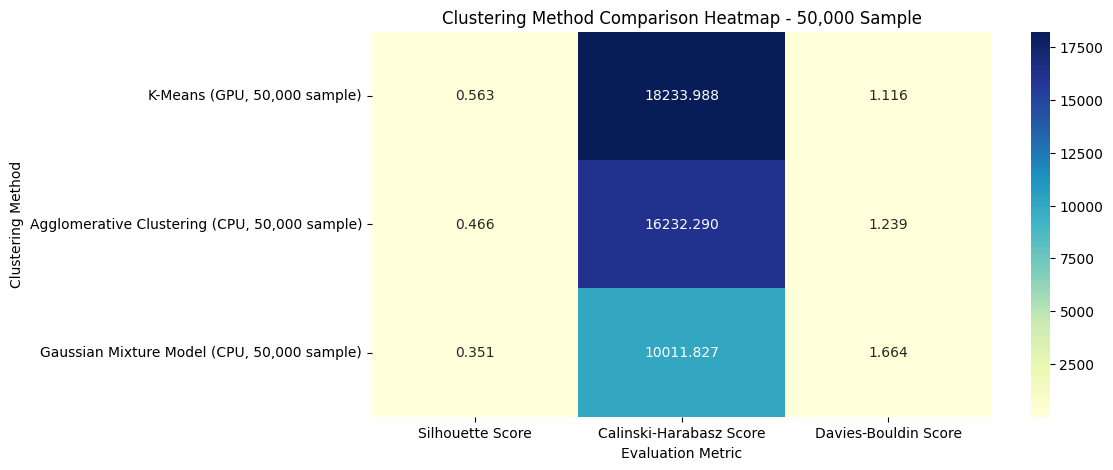 Clustering Method Comparison Heatmap - 50,000 Sample
Clustering Method
K-Means (GPU, 50,000 sample)
0.563
18233.988
1.116
Agglomerative Clustering (CPU, 50,000 sample)
0.466
16232.290
1.239
Gaussian Mixture Model (CPU, 50,000 sample)
0.351
10011.827
1.664
Silhouette Score
Calinski-Harabasz Score
Davies-Bouldin Score
Evaluation Metric
17500
15000
12500
10000
7500
5000
2500